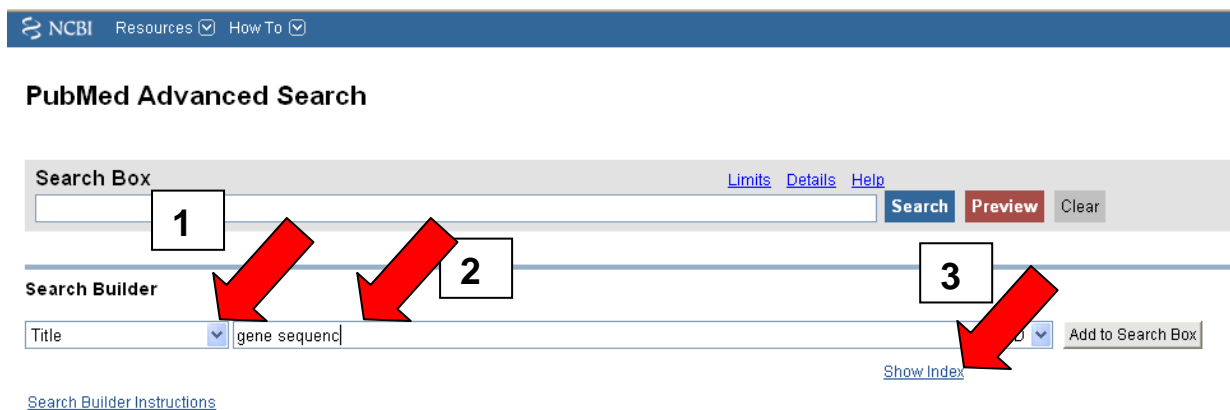 NCBI Resources How To
PubMed Advanced Search
Search Box Limits Details Help
Search Preview Clear
1
2
3
Search Builder
Title gene sequenc Add to Search Box
Show Index
Search Builder Instructions